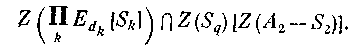 Z ( ∏_k E_{d_k} [S_k] ) ∩ Z (S_q) [Z (A_2 -- S_2)].